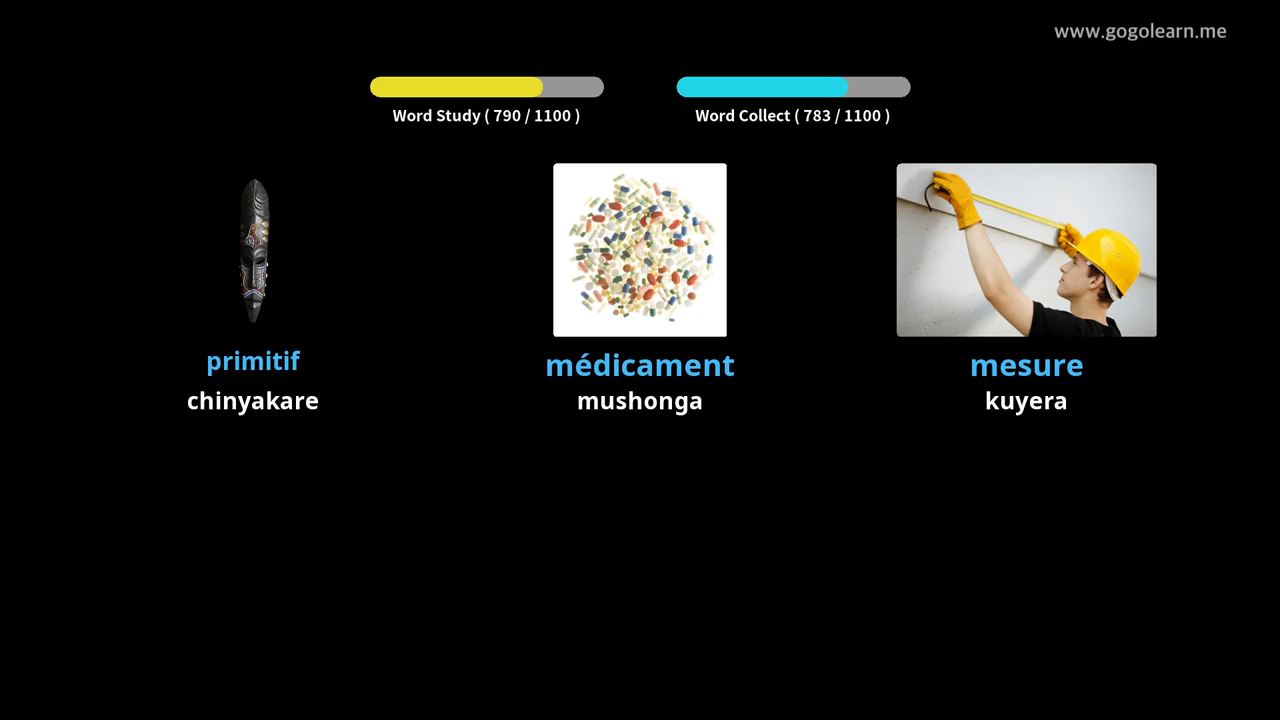 www.gogolearn.me
Word Study ( 790 / 1100 )
Word Collect ( 783 / 1100 )
primitif
médicament
mesure
chinyakare
mushonga
kuyera